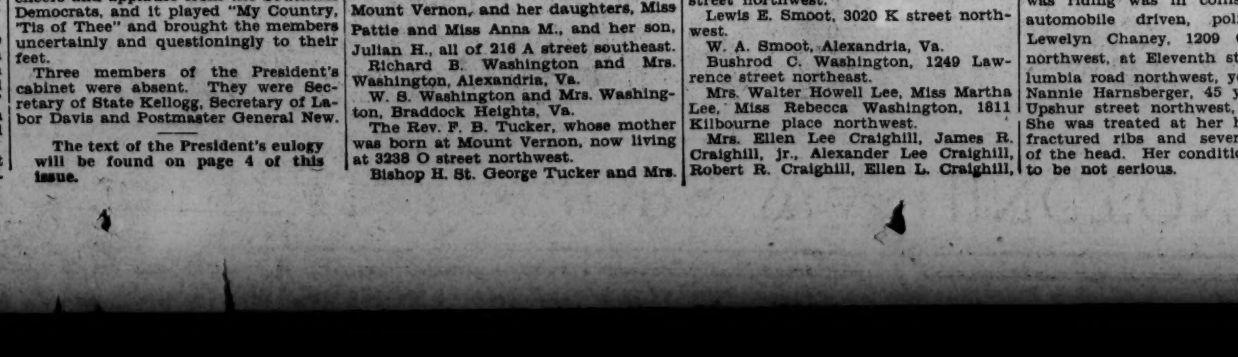 Democrats, and it played "My Country,
'Tis of Thee" and brought the members
uncertainly and questioningly to their
feet.
Three members of the President's
cabinet were absent. They were Sec-
retary of State Kellogg, Secretary of La-
bor Davis and Postmaster General New.
The text of the President's eulogy
will be found on page 4 of this
issue.
Mount Vernon, and her daughters, Miss
Pattie and Miss Anna M., and her son,
Julian H., all of 216 A street southeast.
Richard B. Washington and Mrs.
Washington, Alexandria, Va.
W. S. Washington and Mrs. Washing-
ton, Braddock Heights, Va.
The Rev. F. B. Tucker, whose mother
was born at Mount Vernon, now living
at 3238 O street northwest.
Bishop H. St. George Tucker and Mrs.
street northwest.
Lewis E. Smoot, 3020 K street north-
west.
W. A. Smoot, Alexandria, Va.
Bushrod C. Washington, 1249 Law-
rence street northeast.
Mrs. Walter Howell Lee, Miss Martha
Lee, Miss Rebecca Washington, 1811
Kilbourne place northwest.
Mrs. Ellen Lee Craighill, James R.
Craighill, jr., Alexander Lee Craighill,
Robert R. Craighill, Ellen L. Craighill,
automobile driven, pol
Lewelyn Chaney, 1209
northwest, at Eleventh st
lumbia road northwest, y
Nannie Harnsberger, 45 y
Upshur street northwest,
She was treated at her h
fractured ribs and sever
of the head. Her conditi
to be not serious.